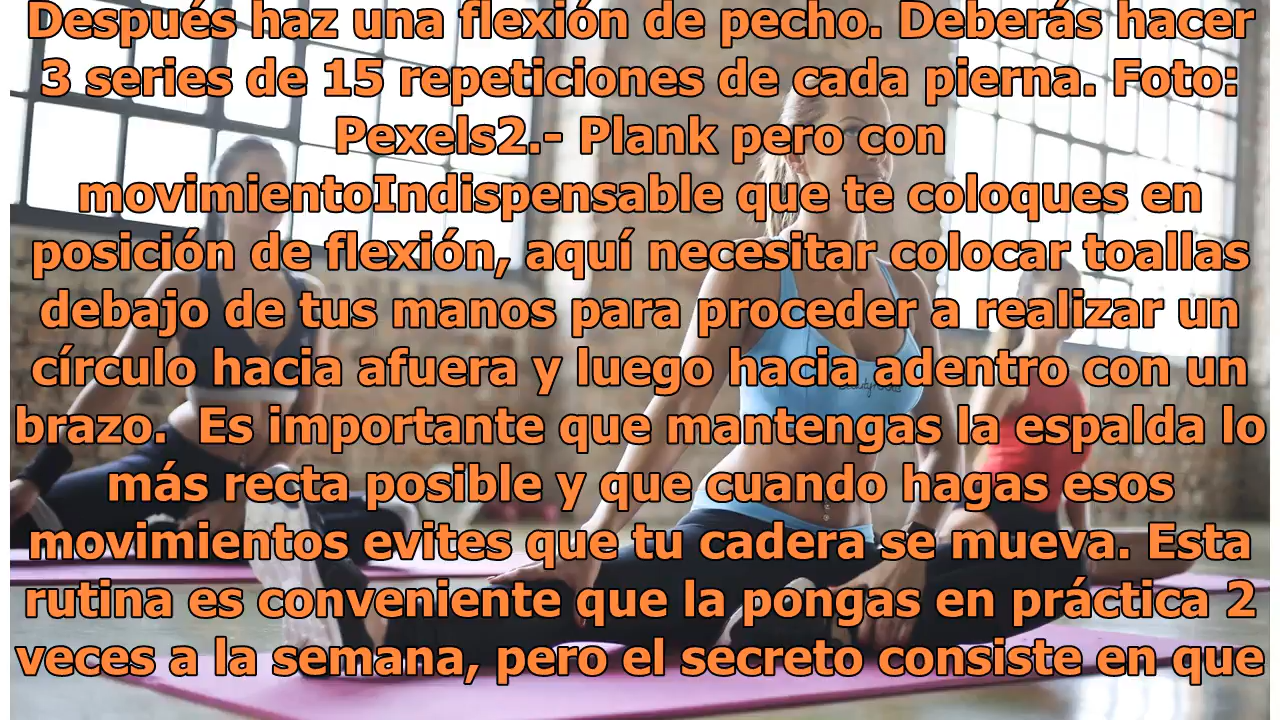 Después haz una flexión de pecho. Deberás hacer
3 series de 15 repeticiones de cada pierna. Foto:
Pexels2.- Plank pero con
movimientoIndispensable que te coloques en
posición de flexión, aquí necesitar colocar toallas
debajo de tus manos para proceder a realizar un
círculo hacia afuera y luego hacia adentro con un
brazo.  Es importante que mantengas la espalda lo
más recta posible y que cuando hagas esos
movimientos evites que tu cadera se mueva. Esta
rutina es conveniente que la pongas en práctica 2
veces a la semana, pero el secreto consiste en que